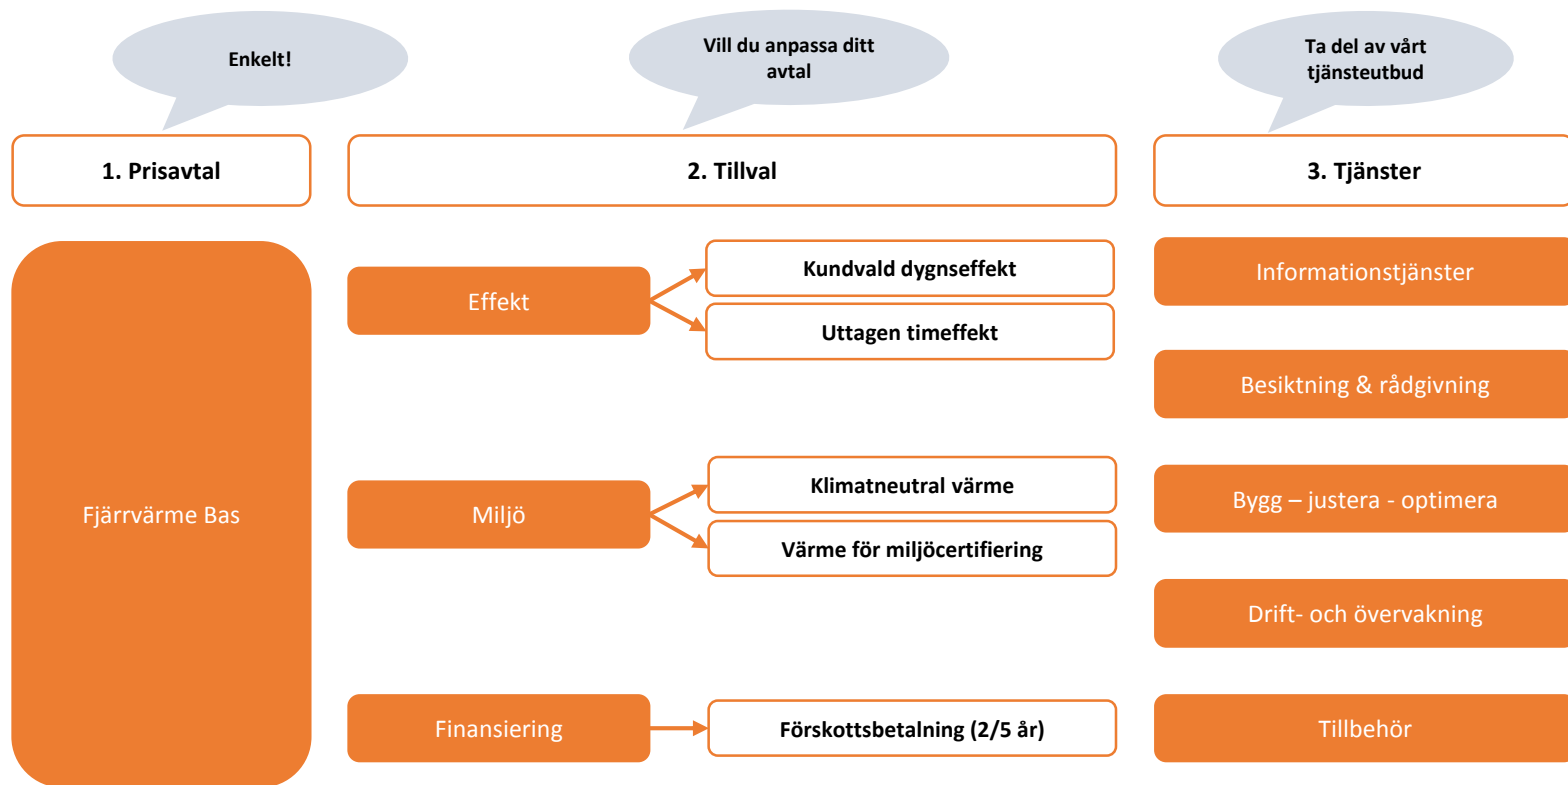 Enkelt!
Vill du anpassa ditt
avtal
Ta del av vårt
tjänsteutbud
1. Prisavtal
2. Tillval
3. Tjänster
Fjärrvärme Bas
Effekt
Kundvald dygnseffekt
Uttagen timeffekt
Miljö
Klimatneutral värme
Värme för miljöcertifiering
Finansiering
Förskottsbetalning (2/5 år)
Informationstjänster
Besiktning & rådgivning
Bygg – justera - optimera
Drift- och övervakning
Tillbehör